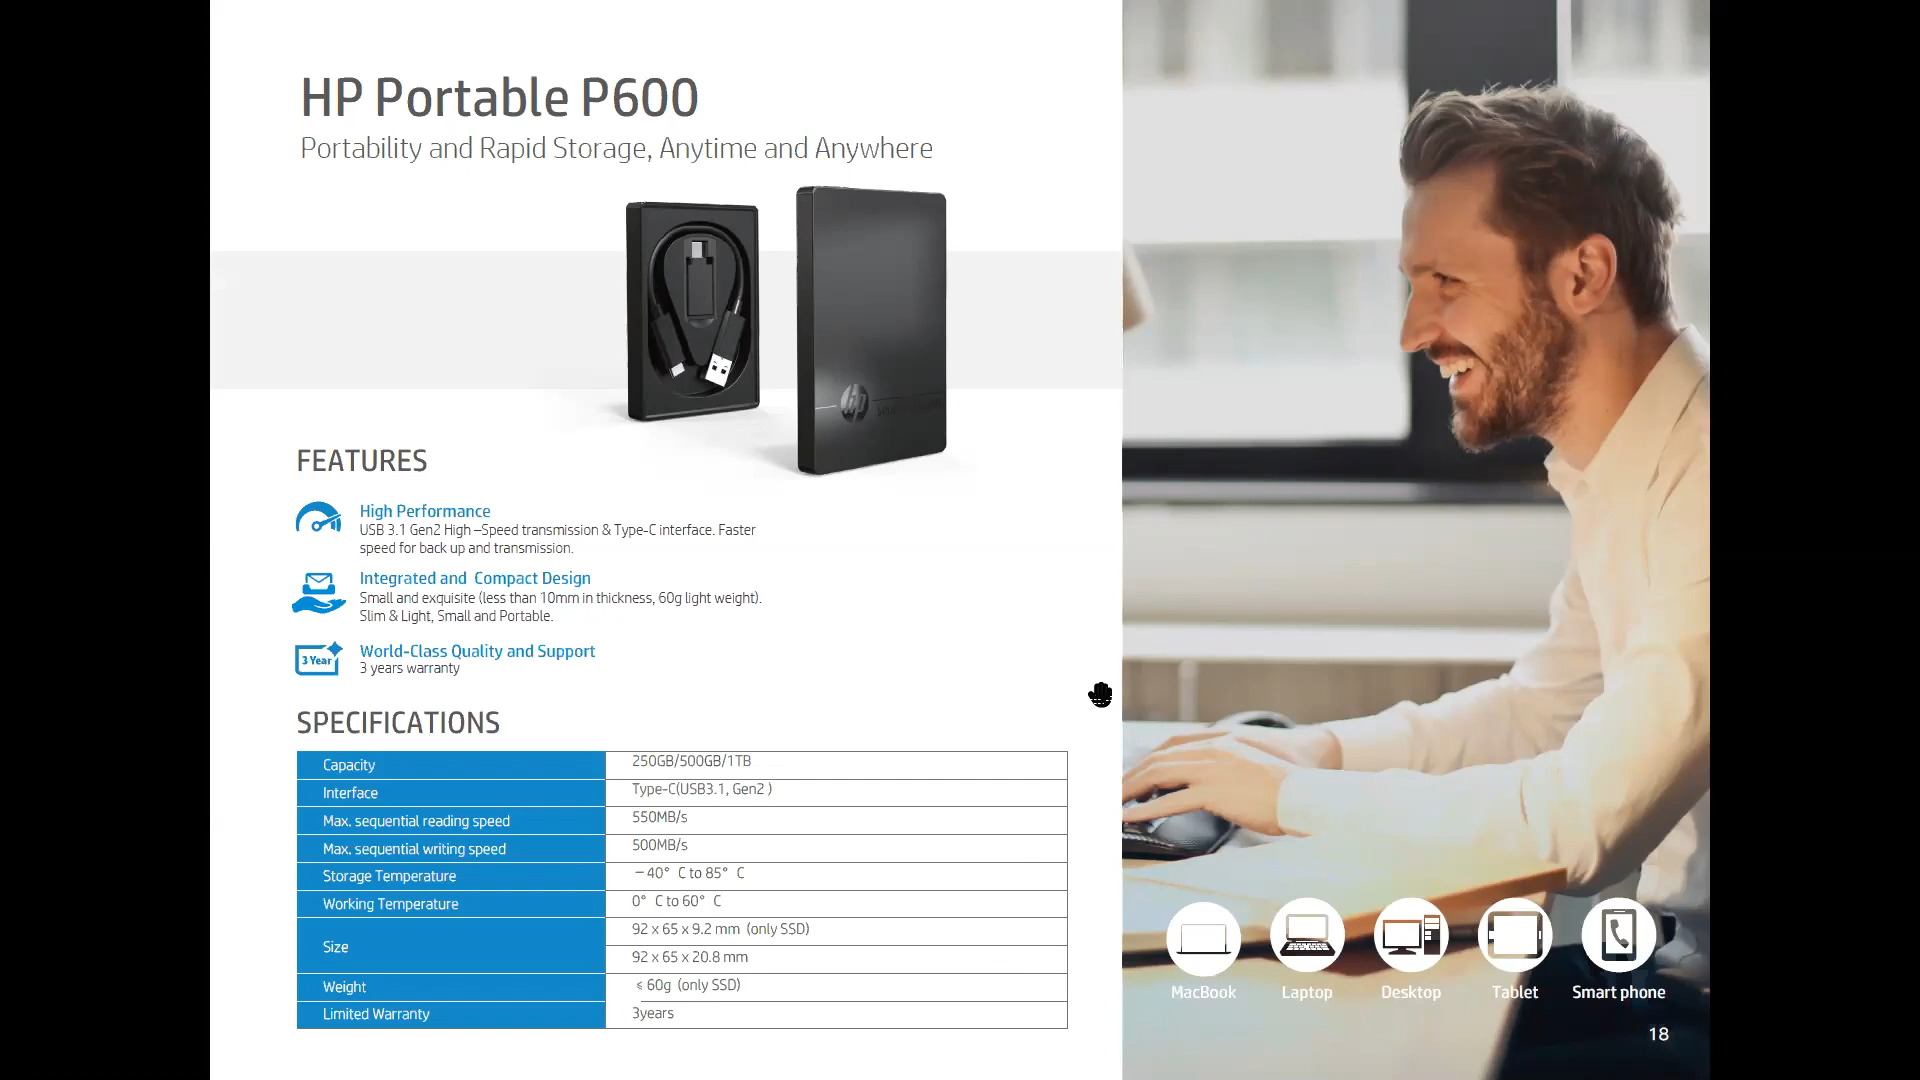 HP Portable P600
Portability and Rapid Storage, Anytime and Anywhere
hp
FEATURES
High Performance
USB 3.1 Gen2 High –Speed transmission & Type-C interface. Faster
speed for back up and transmission.
Integrated and Compact Design
Small and exquisite (less than 10mm in thickness, 60g light weight).
Slim & Light, Small and Portable.
3 Year
World-Class Quality and Support
3 years warranty
SPECIFICATIONS
Capacity 250GB/500GB/1TB
Interface Type-C(USB3.1, Gen2 )
Max. sequential reading speed 550MB/s
Max. sequential writing speed 500MB/s
Storage Temperature －40° C to 85° C
Working Temperature 0° C to 60° C
Size 92 x 65 x 9.2 mm (only SSD)
92 x 65 x 20.8 mm
Weight ≤ 60g (only SSD)
Limited Warranty 3years
MacBook Laptop Desktop Tablet Smart phone
18